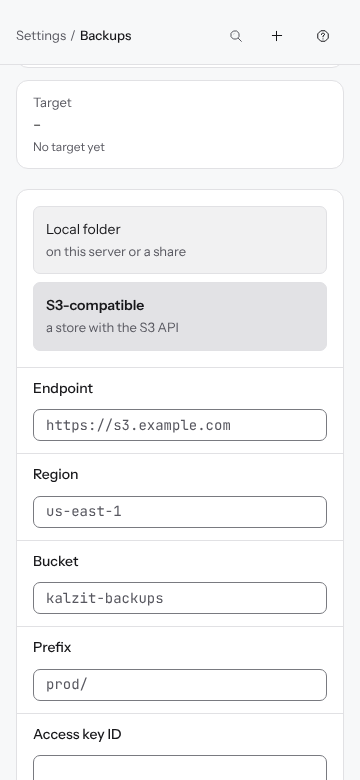 Settings / Backups
Target
–
No target yet
Local folder
on this server or a share
S3-compatible
a store with the S3 API
Endpoint
https://s3.example.com
Region
us-east-1
Bucket
kalzit-backups
Prefix
prod/
Access key ID